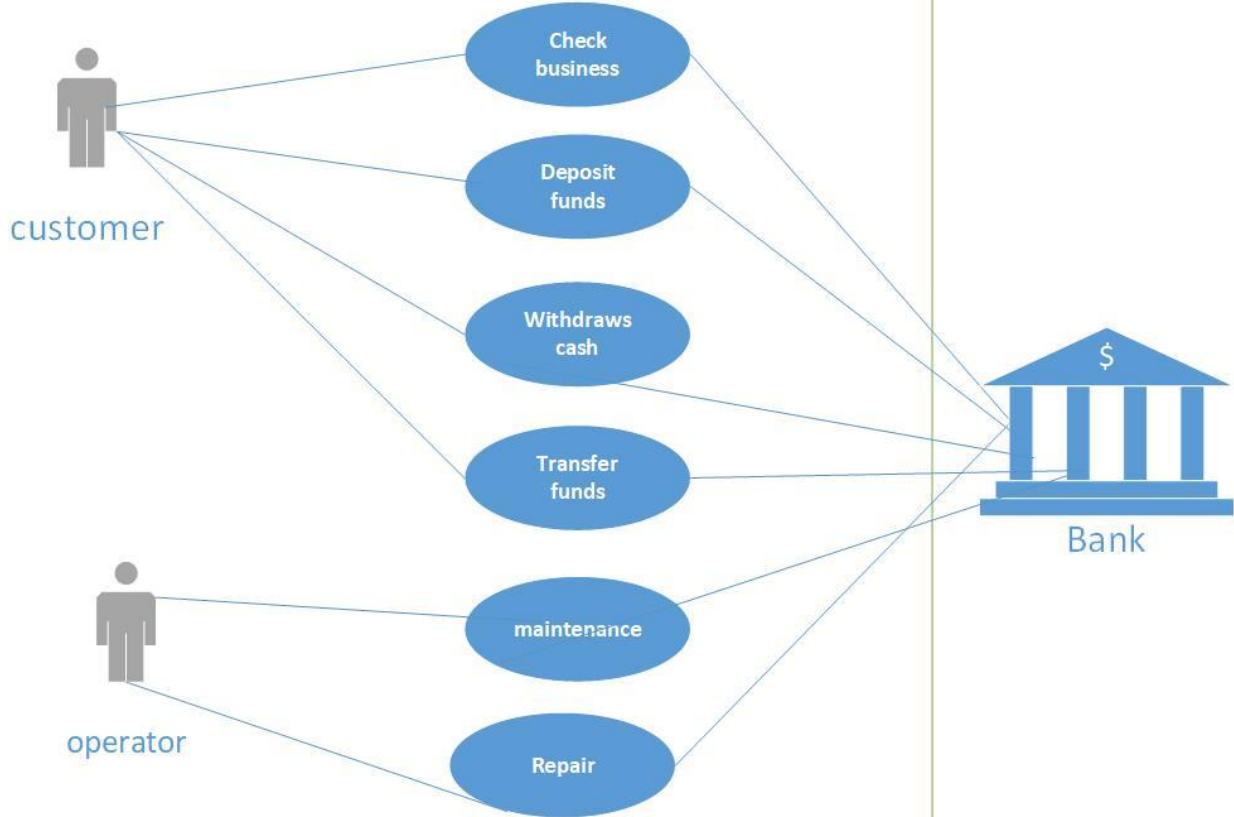 Check
business
customer
Deposit
funds
Withdraws
cash
$
Transfer
funds
Bank
maintenance
operator
Repair